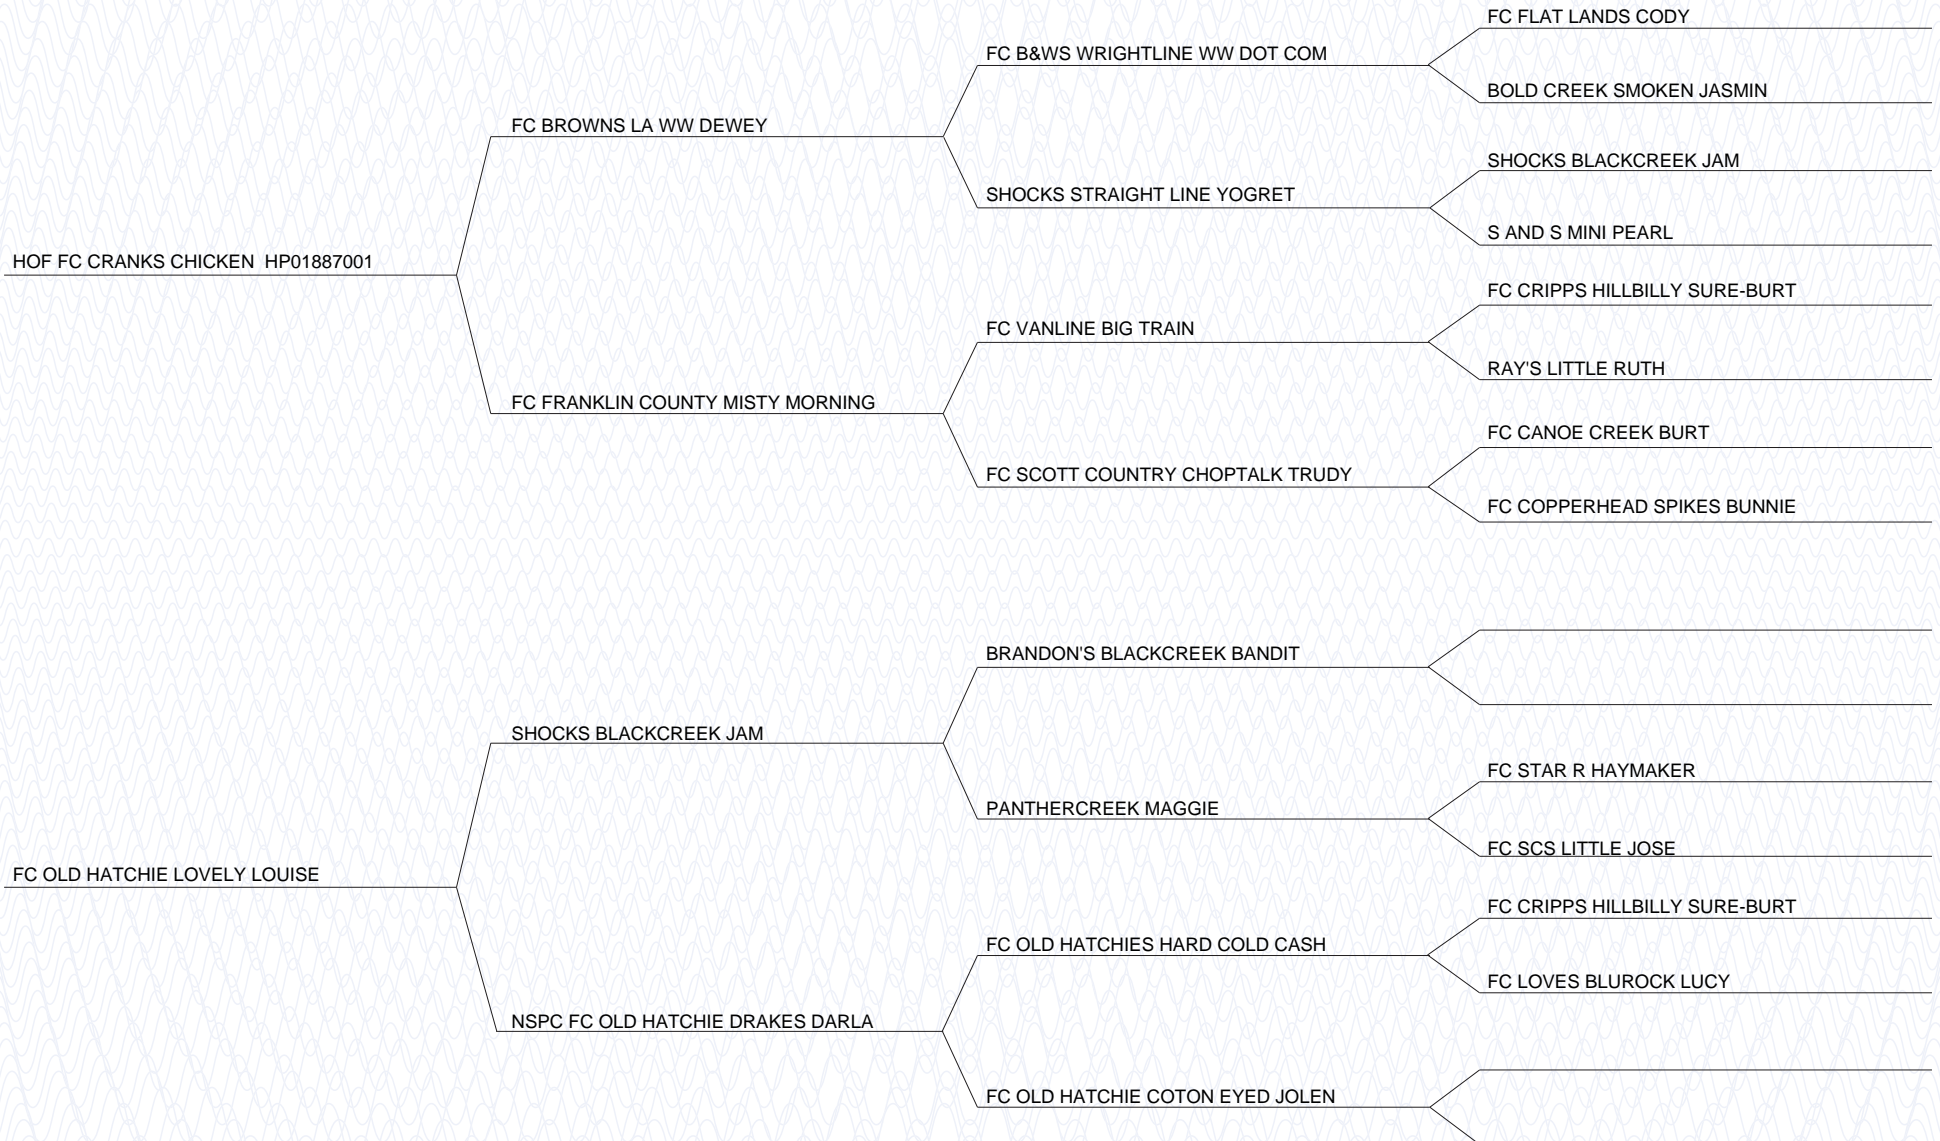 FC FLAT LANDS CODY
FC B&WS WRIGHTLINE WW DOT COM
BOLD CREEK SMOKEN JASMIN
FC BROWNS LA WW DEWEY
SHOCKS BLACKCREEK JAM
SHOCKS STRAIGHT LINE YOGRET
S AND S MINI PEARL
HOF FC CRANKS CHICKEN  HP01887001
FC CRIPPS HILLBILLY SURE-BURT
FC VANLINE BIG TRAIN
RAY'S LITTLE RUTH
FC FRANKLIN COUNTY MISTY MORNING
FC CANOE CREEK BURT
FC SCOTT COUNTRY CHOPTALK TRUDY
FC COPPERHEAD SPIKES BUNNIE
BRANDON'S BLACKCREEK BANDIT
SHOCKS BLACKCREEK JAM
FC STAR R HAYMAKER
PANTHERCREEK MAGGIE
FC SCS LITTLE JOSE
FC OLD HATCHIE LOVELY LOUISE
FC CRIPPS HILLBILLY SURE-BURT
FC OLD HATCHIES HARD COLD CASH
FC LOVES BLUROCK LUCY
NSPC FC OLD HATCHIE DRAKES DARLA
FC OLD HATCHIE COTON EYED JOLEN